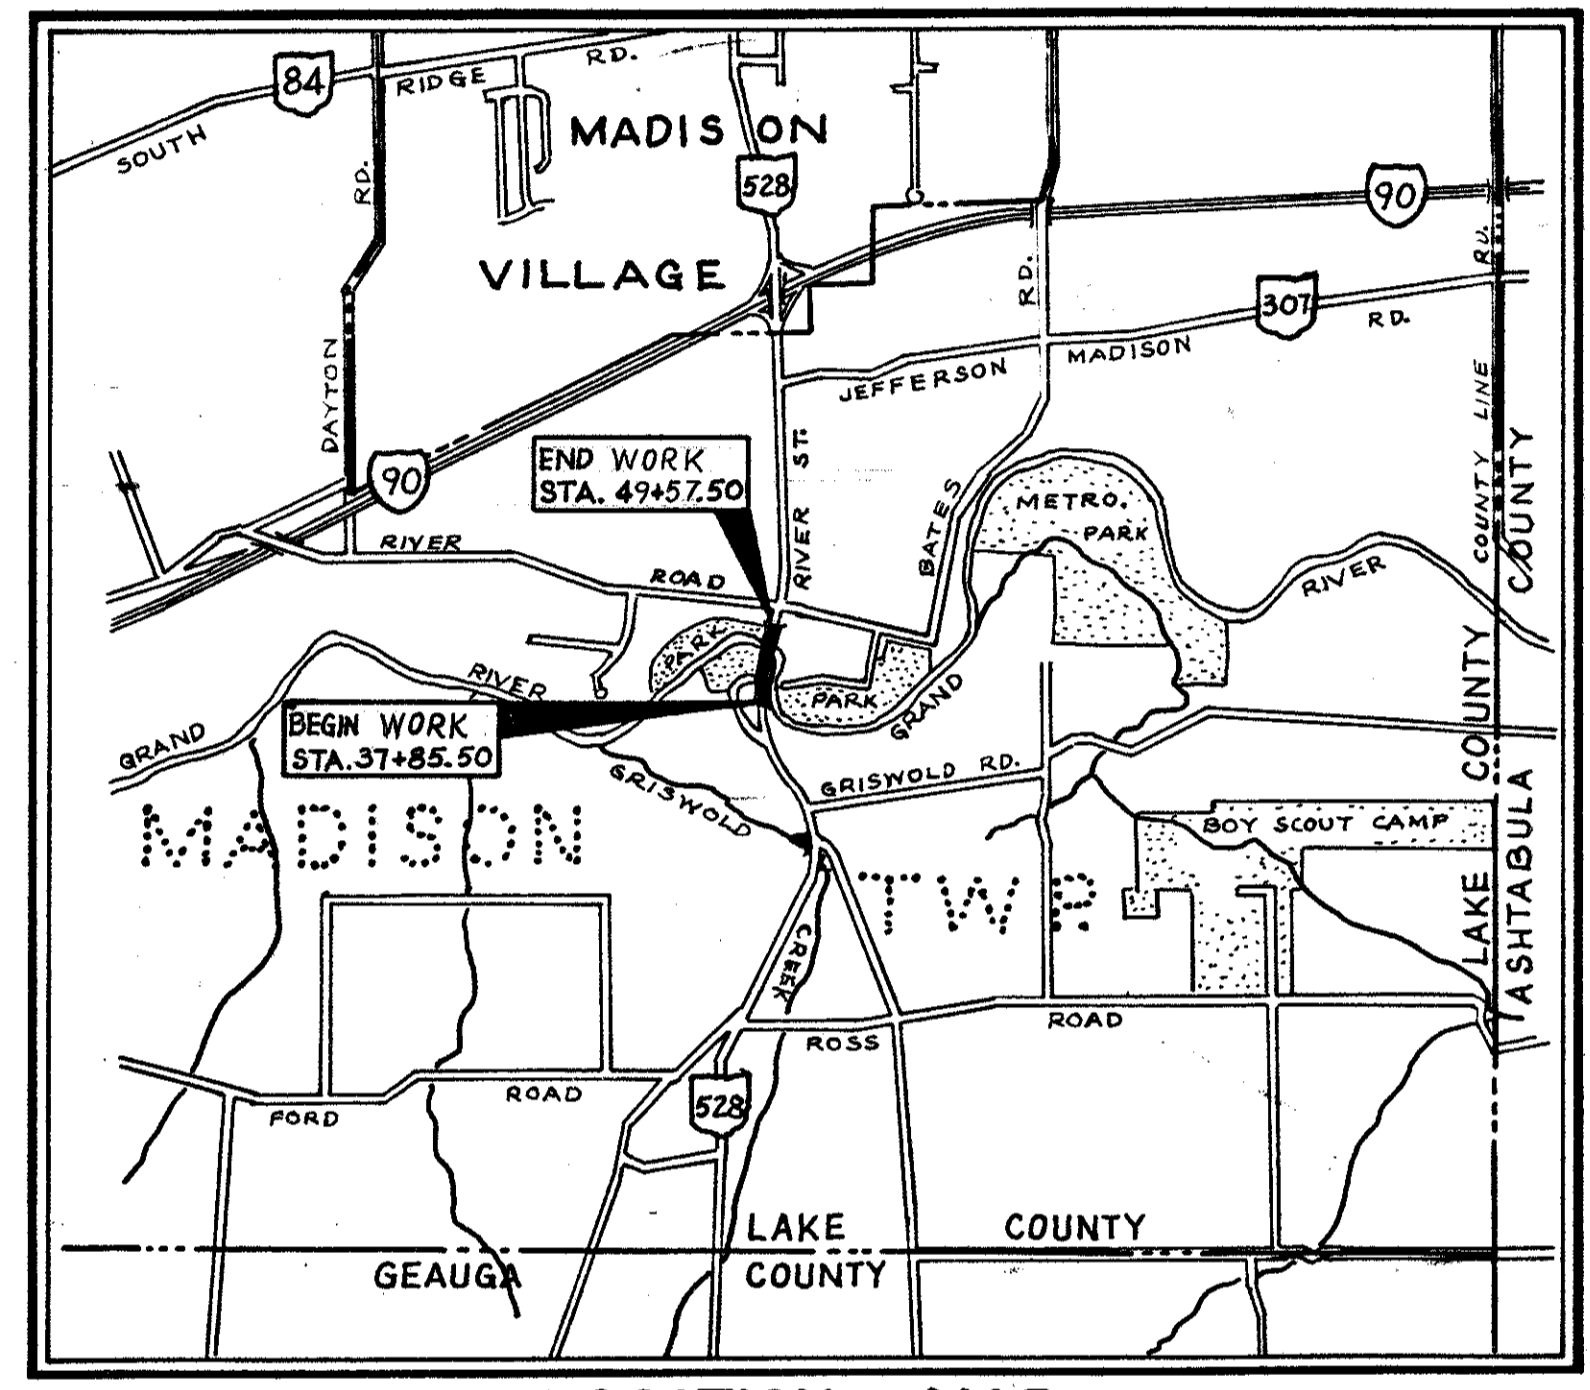 84
RIDGE
RD.
SOUTH
MADISON
528
RD.
90
VILLAGE
RD.
RD.
307
RD.
DAYTON
JEFFERSON
MADISON
COUNTY LINE
90
END WORK
STA. 49+57.50
RIVER ST.
BATES
METRO.
PARK
COUNTY
RIVER
ROAD
RIVER
PARK
RIVER
PARK
GRAND
GRAND
BEGIN WORK
STA. 37+85.50
GRISWOLD
GRISWOLD RD.
LAKE COUNTY
MADISON
TWP.
BOY SCOUT CAMP
ASHTABULA
CREEK
ROSS
ROAD
FORD
ROAD
528
LAKE COUNTY
GEAUGA COUNTY